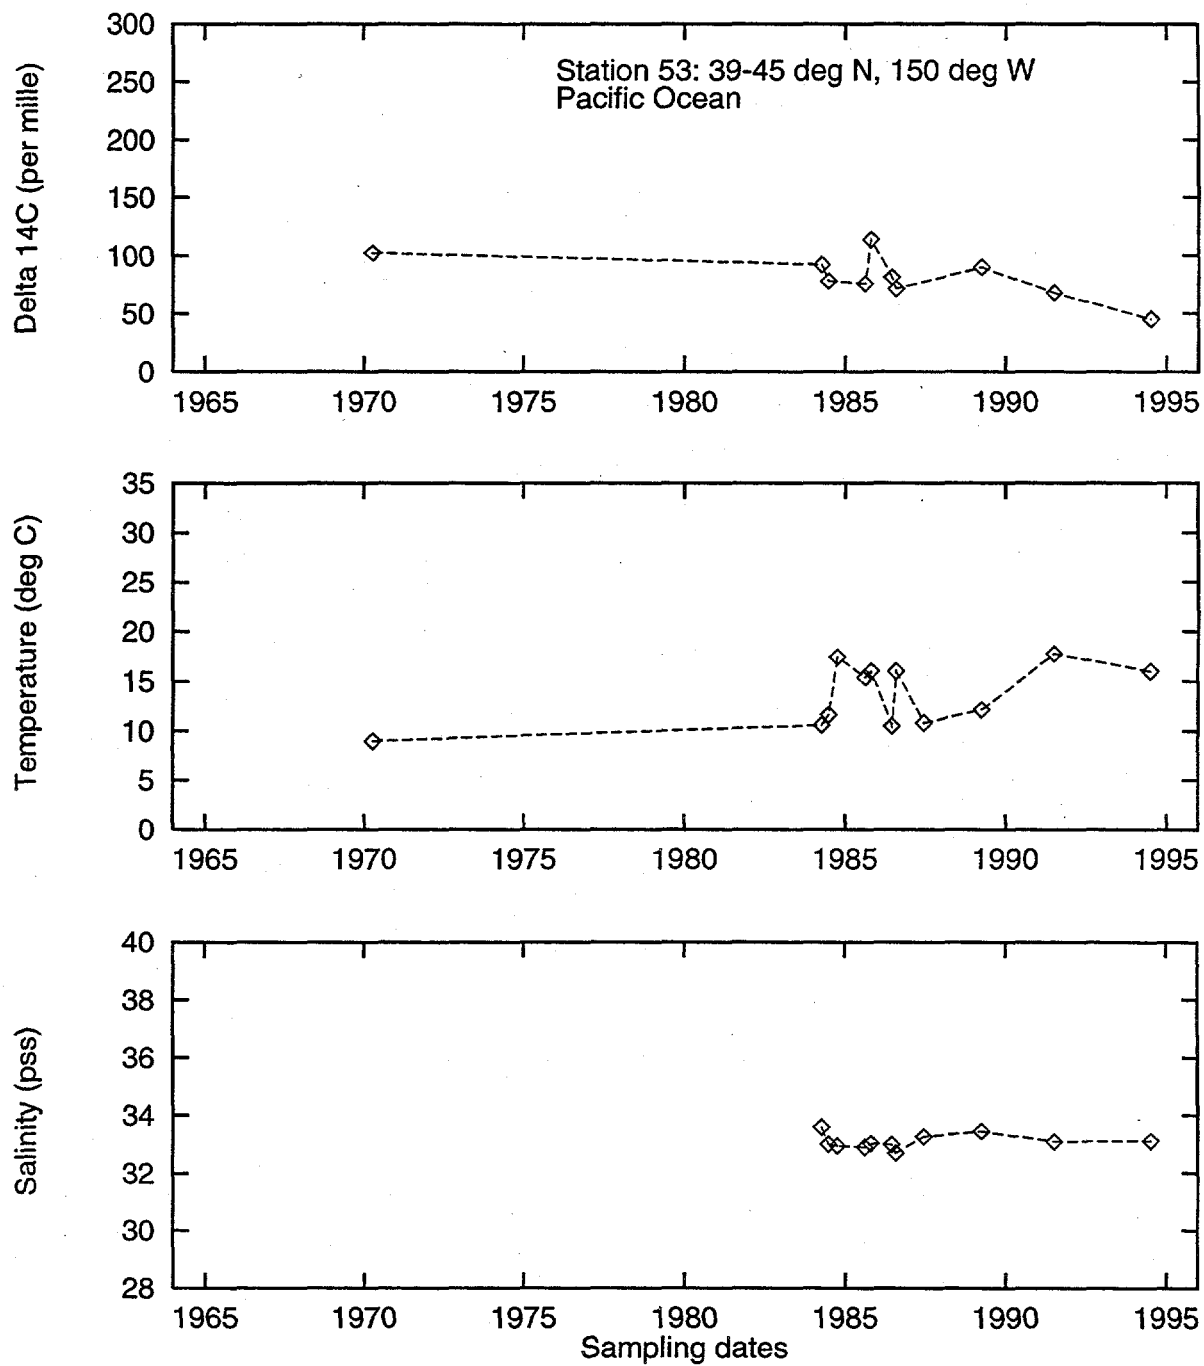 Station 53: 39-45 deg N, 150 deg W
Pacific Ocean
Delta 14C (per mille)
300
250
200
150
100
50
0
1965 1970 1975 1980 1985 1990 1995
Temperature (deg C)
35
30
25
20
15
10
5
0
1965 1970 1975 1980 1985 1990 1995
Salinity (pss)
40
38
36
34
32
30
28
1965 1970 1975 1980 1985 1990 1995
Sampling dates